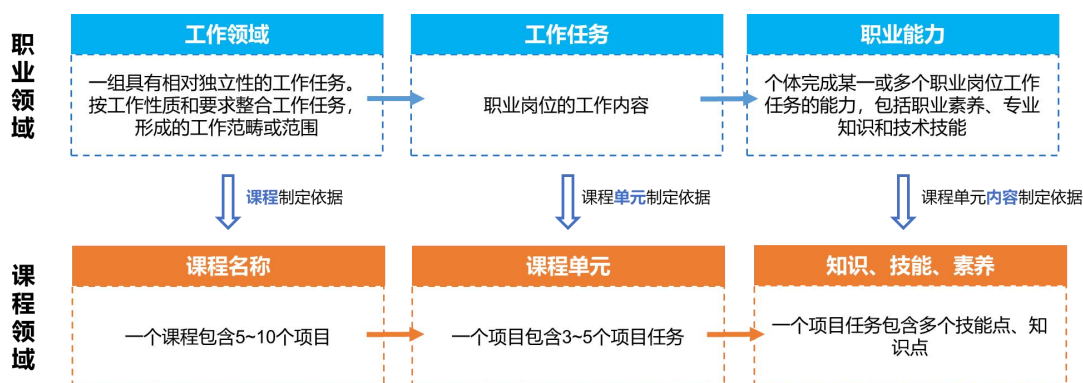 职业领域
工作领域
一组具有相对独立性的工作任务。
按工作性质和要求整合工作任务，
形成的工作范畴或范围
工作任务
职业岗位的工作内容
职业能力
个体完成某一或多个职业岗位工作
任务的能力，包括职业素养、专业
知识和技术技能
课程制定依据
课程单元制定依据
课程单元内容制定依据
课程领域
课程名称
一个课程包含5~10个项目
课程单元
一个项目包含3~5个项目任务
知识、技能、素养
一个项目任务包含多个技能点、知
识点